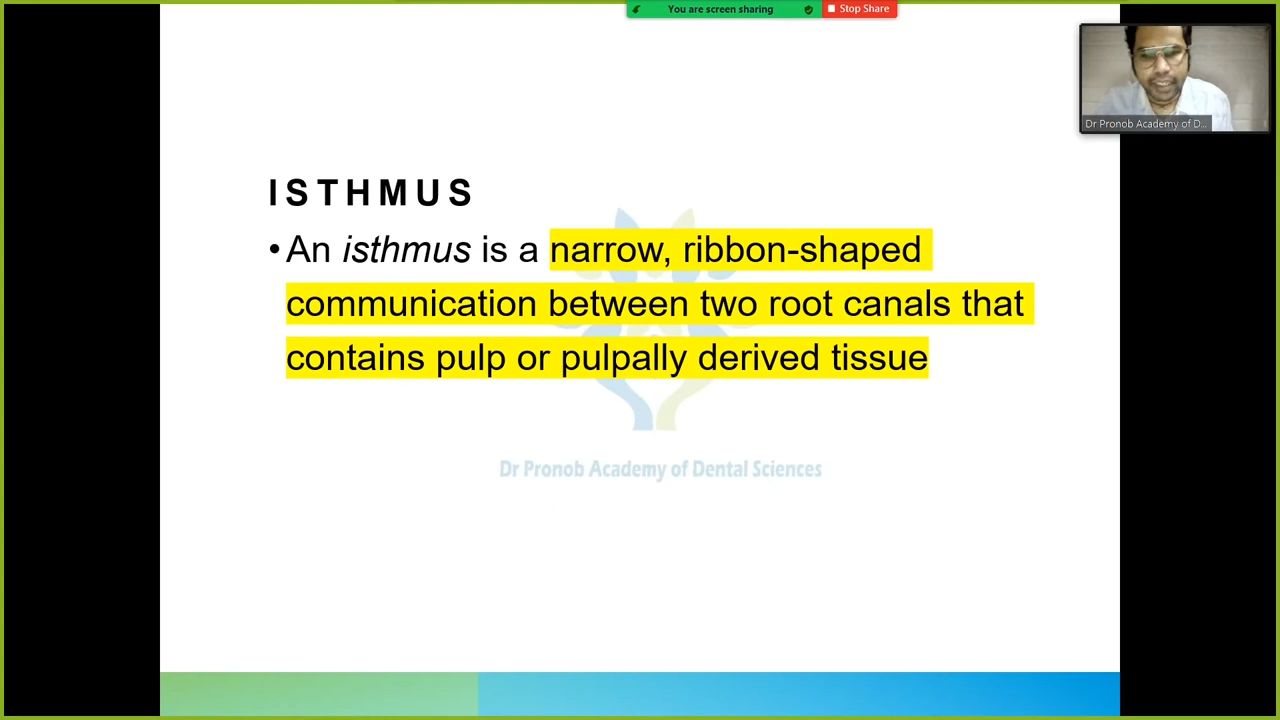 You are screen sharing
Stop Share
Dr Pronob Academy of D...
ISTHMUS
•An isthmus is a narrow, ribbon-shaped
communication between two root canals that
contains pulp or pulpally derived tissue
Dr Pronob Academy of Dental Sciences